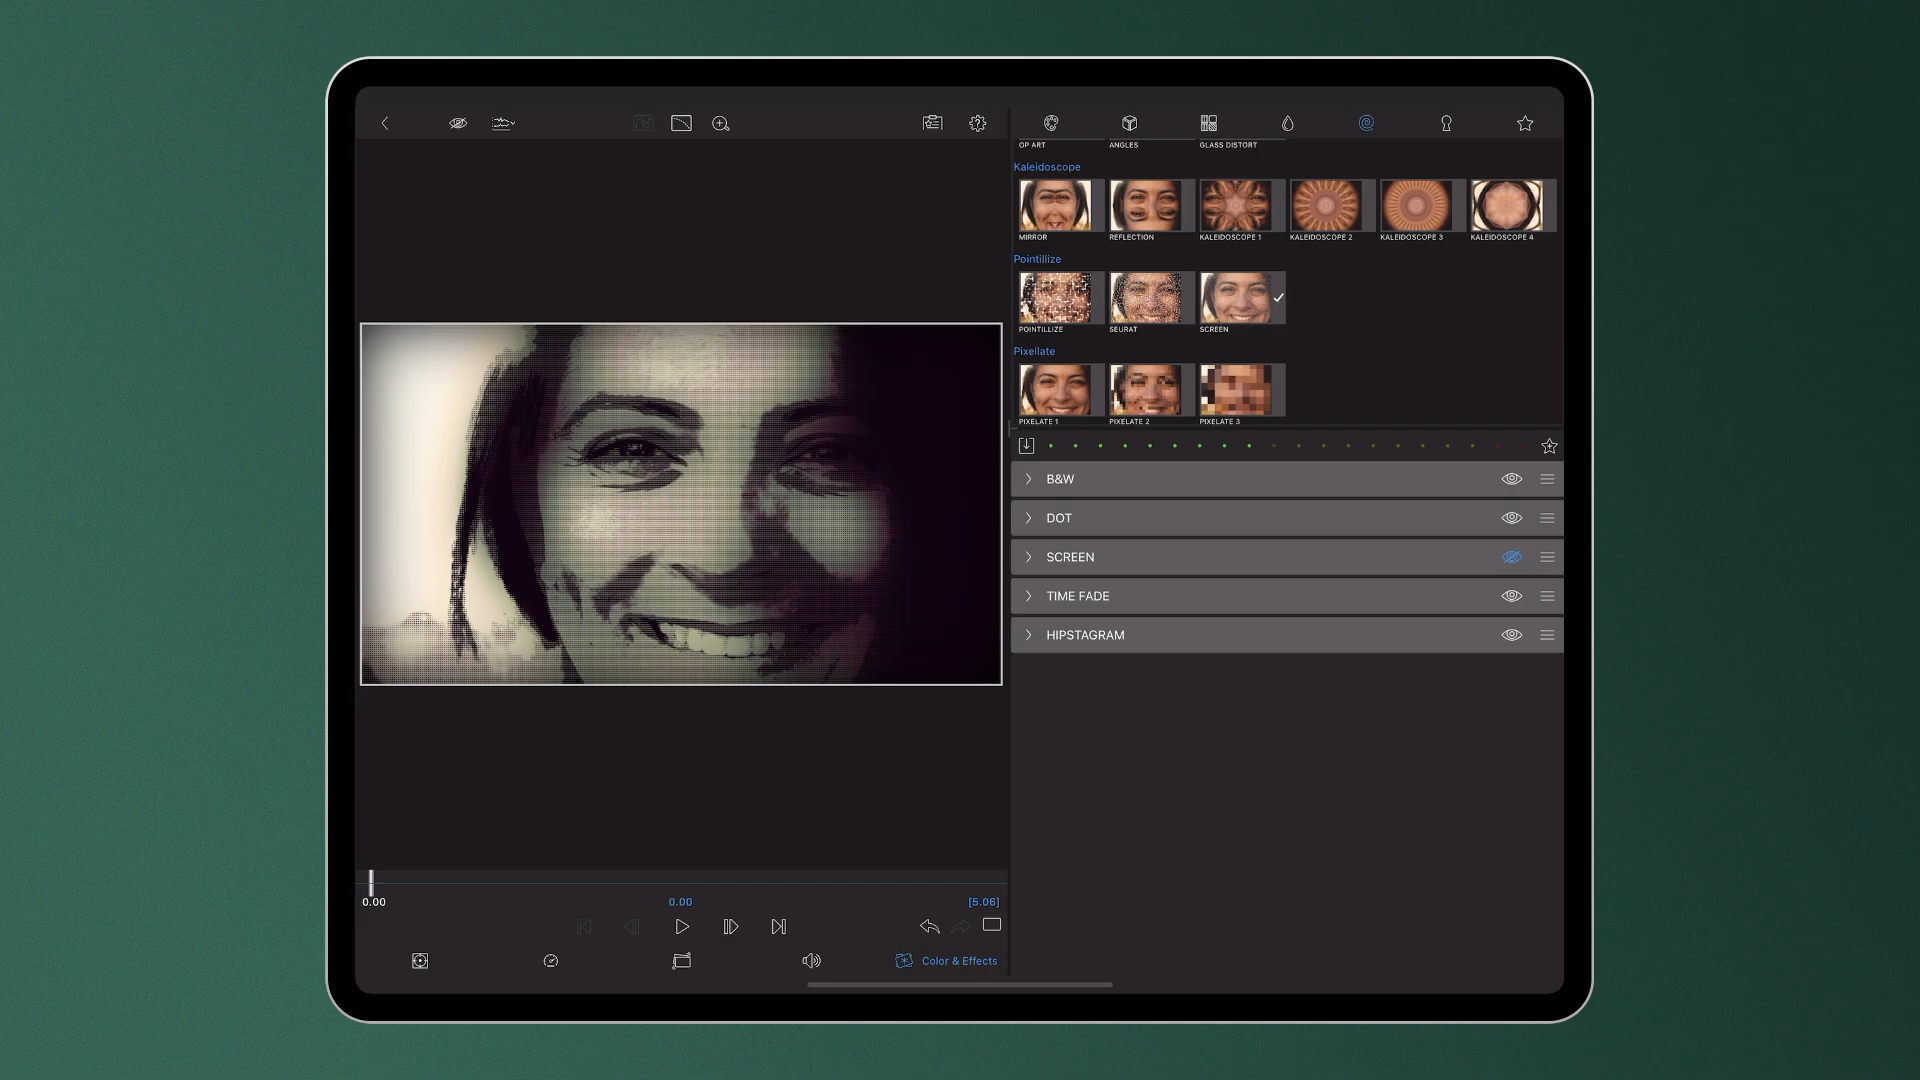 OP ART
ANGLES
GLASS DISTORT
Kaleidoscope
MIRROR
REFLECTION
KALEIDOSCOPE 1
KALEIDOSCOPE 2
KALEIDOSCOPE 3
KALEIDOSCOPE 4
Pointillize
POINTILLIZE
SEURAT
SCREEN
Pixellate
PIXELATE 1
PIXELATE 2
PIXELATE 3
B&W
DOT
SCREEN
TIME FADE
HIPSTAGRAM
0.00
0.00
[5.06]
Color & Effects